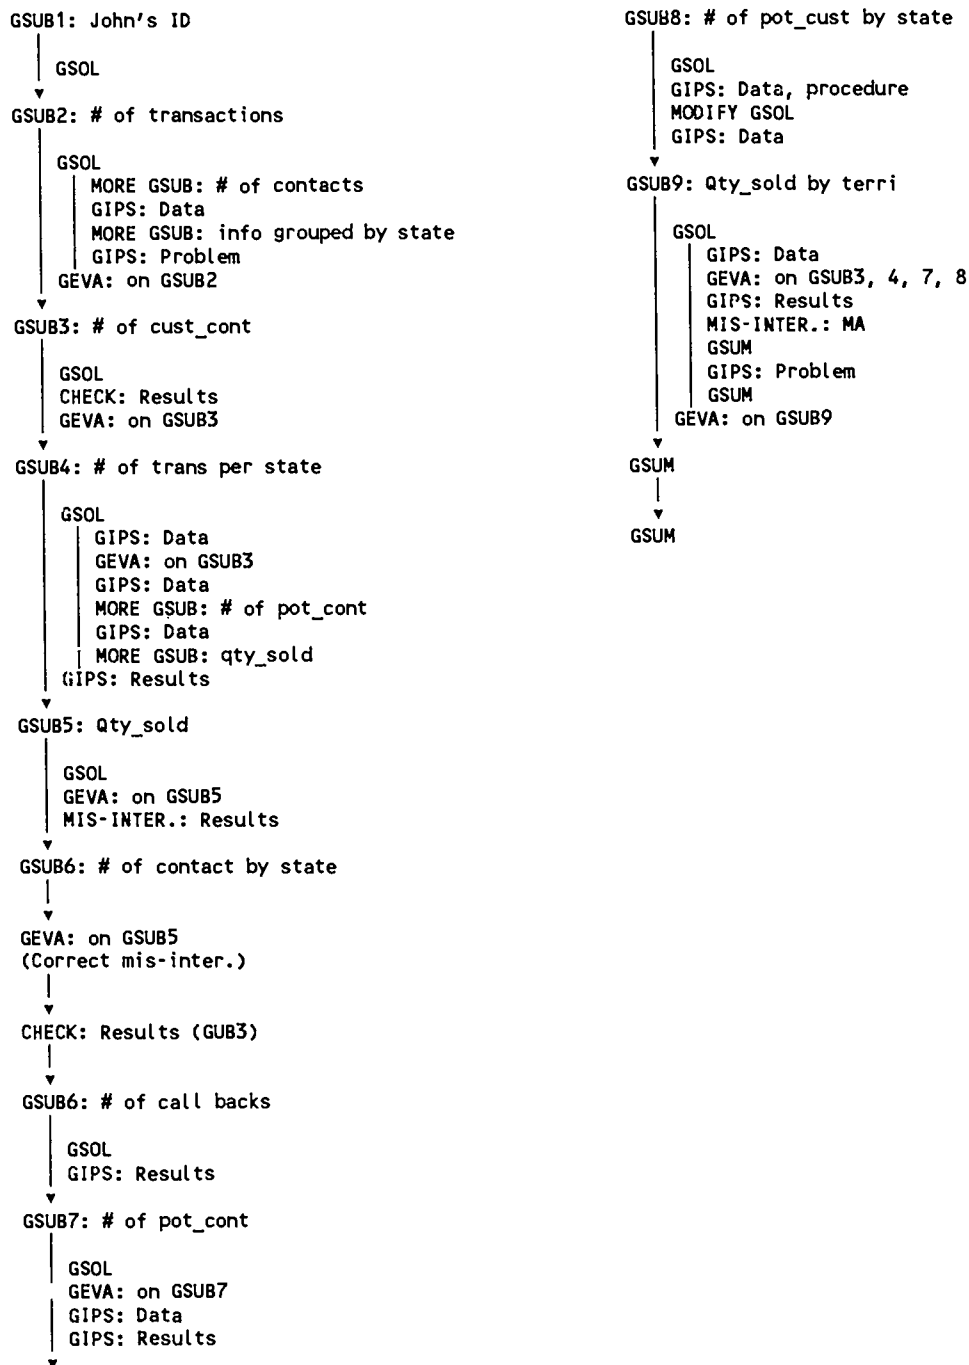 GSUB1: John's ID
GSOL
GSUB2: # of transactions
GSOL
MORE GSUB: # of contacts
GIPS: Data
MORE GSUB: info grouped by state
GIPS: Problem
GEVA: on GSUB2
GSUB3: # of cust_cont
GSOL
CHECK: Results
GEVA: on GSUB3
GSUB4: # of trans per state
GSOL
GIPS: Data
GEVA: on GSUB3
GIPS: Data
MORE GSUB: # of pot_cont
GIPS: Data
MORE GSUB: qty_sold
GIPS: Results
GSUB5: Qty_sold
GSOL
GEVA: on GSUB5
MIS-INTER.: Results
GSUB6: # of contact by state
GEVA: on GSUB5
(Correct mis-inter.)
CHECK: Results (GUB3)
GSUB6: # of call backs
GSOL
GIPS: Results
GSUB7: # of pot_cont
GSOL
GEVA: on GSUB7
GIPS: Data
GIPS: Results
GSUB8: # of pot_cust by state
GSOL
GIPS: Data, procedure
MODIFY GSOL
GIPS: Data
GSUB9: Qty_sold by terri
GSOL
GIPS: Data
GEVA: on GSUB3, 4, 7, 8
GIPS: Results
MIS-INTER.: MA
GSUM
GIPS: Problem
GSUM
GEVA: on GSUB9
GSUM
GSUM